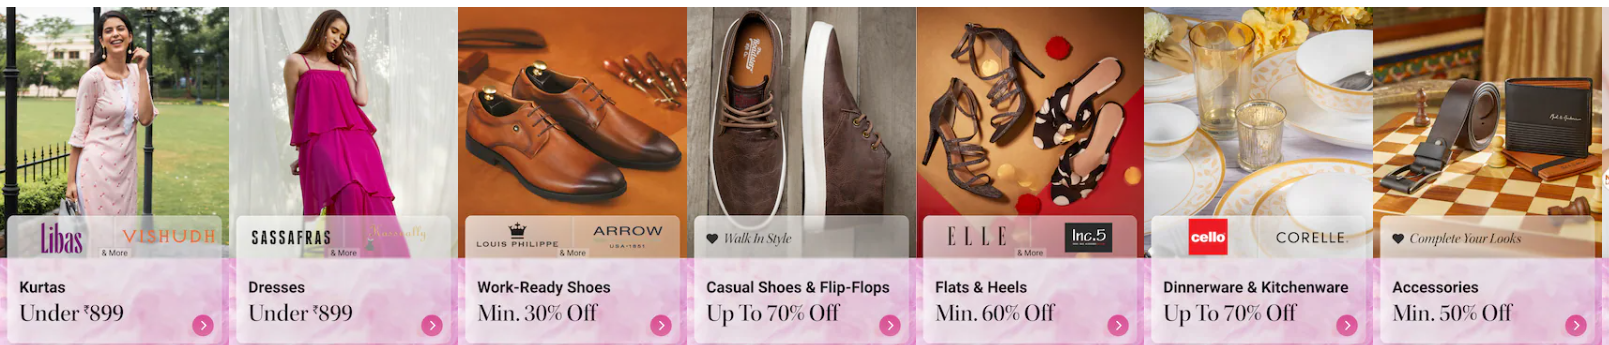 Libas
VISHUDH
& More
Kurtas
Under ₹899
SASSAFRAS
& More
Dresses
Under ₹899
LOUIS PHILIPPE
ARROW
USA•1851
& More
Work-Ready Shoes
Min. 30% Off
Walk In Style
Casual Shoes & Flip-Flops
Up To 70% Off
ELLE
Inc.5
& More
Flats & Heels
Min. 60% Off
cello
CORELLE.
Dinnerware & Kitchenware
Up To 70% Off
Complete Your Looks
Accessories
Min. 50% Off